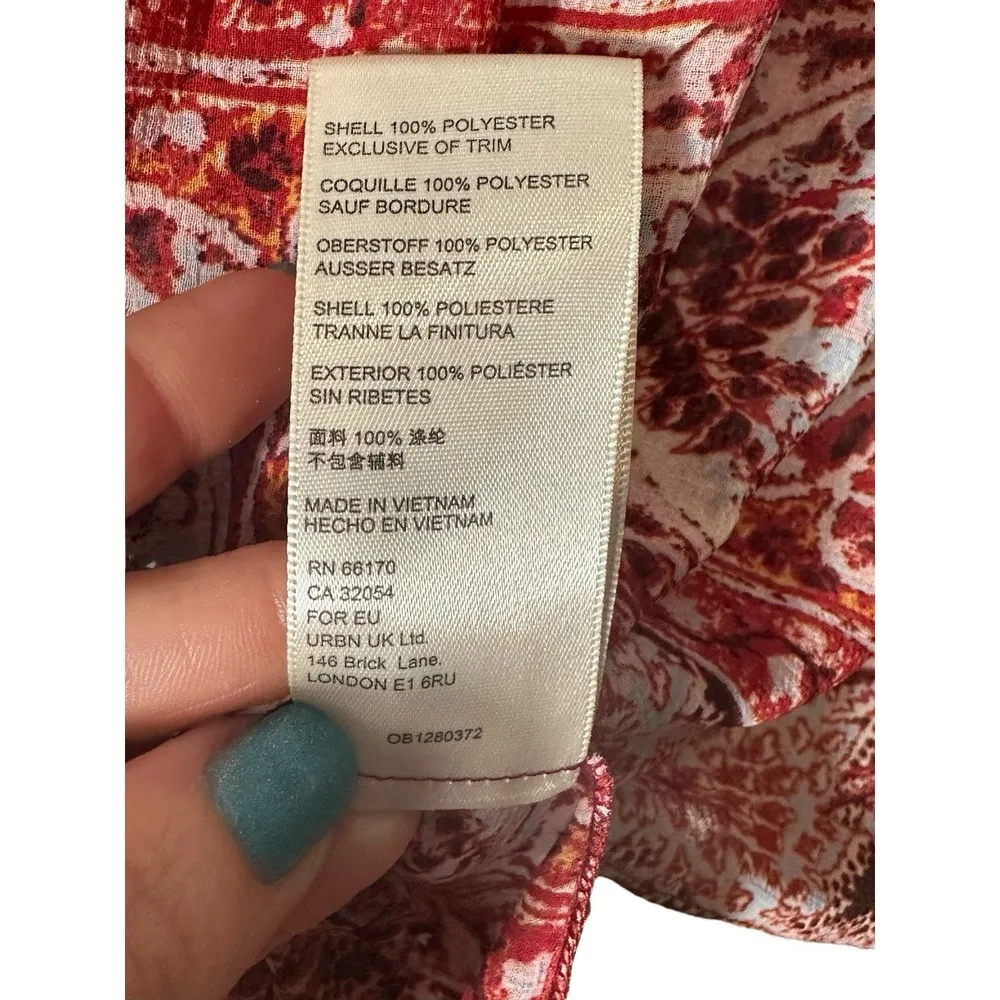 SHELL 100% POLYESTER
EXCLUSIVE OF TRIM
COQUILLE 100% POLYESTER
SAUF BORDURE
OBERSTOFF 100% POLYESTER
AUSSER BESATZ
SHELL 100% POLIESTERE
TRANNE LA FINITURA
EXTERIOR 100% POLIÉSTER
SIN RIBETES
面料 100% 涤纶
不包含辅料
MADE IN VIETNAM
HECHO EN VIETNAM
RN 66170
CA 32054
FOR EU
URBN UK Ltd.
146 Brick Lane.
LONDON E1 6RU
OB1280372